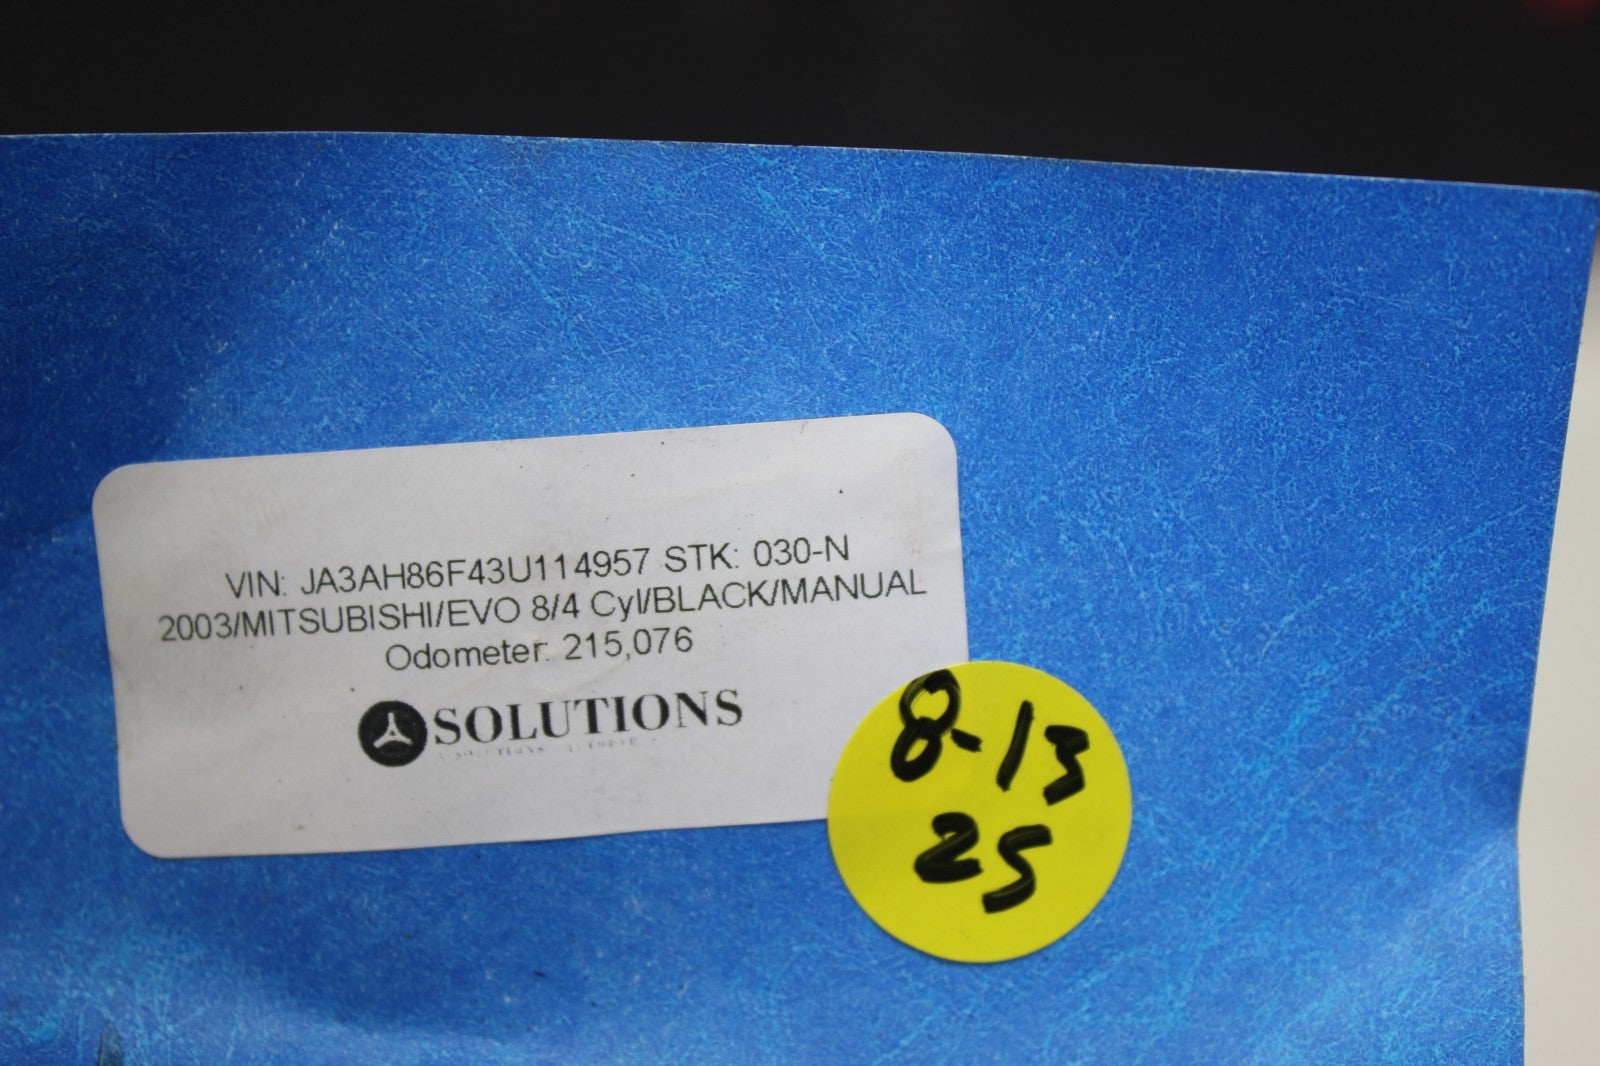 VIN: JA3AH86F43U114957 STK: 030-N
2003/MITSUBISHI/EVO 8/4 Cyl/BLACK/MANUAL
Odometer: 215,076
SOLUTIONS
8-13
25